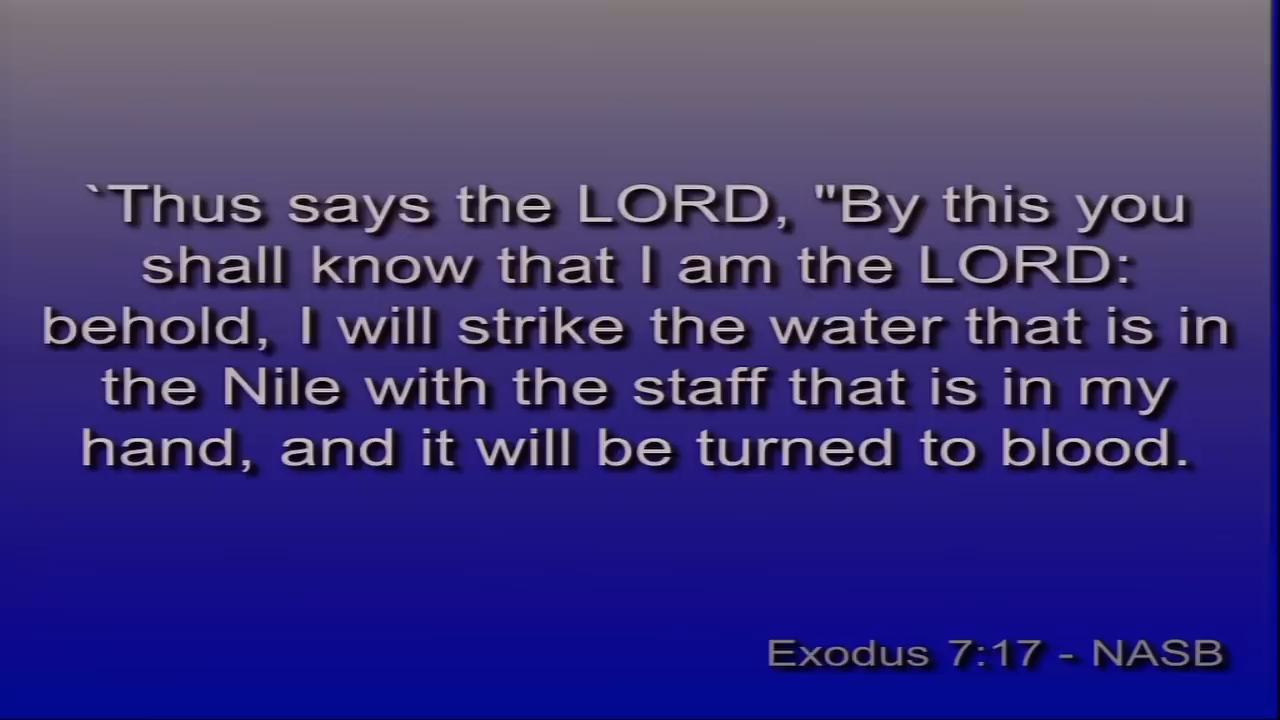 `Thus says the LORD, "By this you
shall know that I am the LORD:
behold, I will strike the water that is in
the Nile with the staff that is in my
hand, and it will be turned to blood.
Exodus 7:17 - NASB